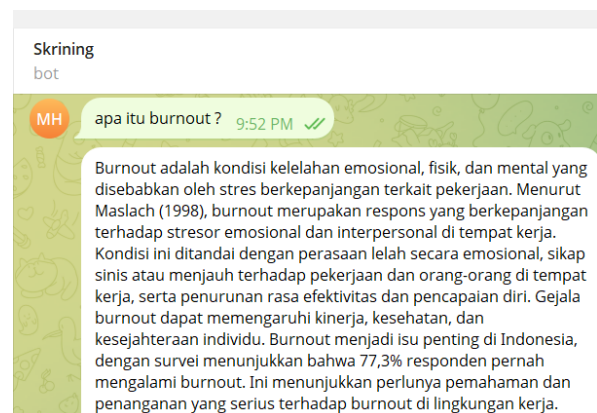 Skrining
bot
MH
apa itu burnout ? 9:52 PM
Burnout adalah kondisi kelelahan emosional, fisik, dan mental yang
disebabkan oleh stres berkepanjangan terkait pekerjaan. Menurut
Maslach (1998), burnout merupakan respons yang berkepanjangan
terhadap stresor emosional dan interpersonal di tempat kerja.
Kondisi ini ditandai dengan perasaan lelah secara emosional, sikap
sinis atau menjauh terhadap pekerjaan dan orang-orang di tempat
kerja, serta penurunan rasa efektivitas dan pencapaian diri. Gejala
burnout dapat memengaruhi kinerja, kesehatan, dan
kesejahteraan individu. Burnout menjadi isu penting di Indonesia,
dengan survei menunjukkan bahwa 77,3% responden pernah
mengalami burnout. Ini menunjukkan perlunya pemahaman dan
penanganan yang serius terhadap burnout di lingkungan kerja.